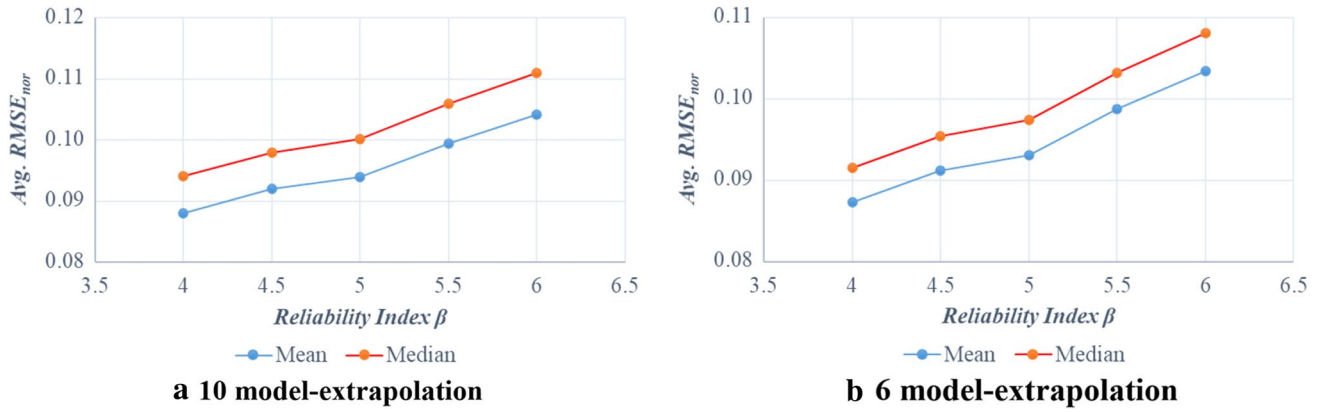 0.12
0.11
0.10
0.09
0.08
Avg. RMSEnor
3.5 4 4.5 5 5.5 6 6.5
Reliability Index β
Mean Median
a 10 model-extrapolation
0.11
0.10
0.09
0.08
Avg. RMSEnor
3.5 4 4.5 5 5.5 6 6.5
Reliability Index β
Mean Median
b 6 model-extrapolation